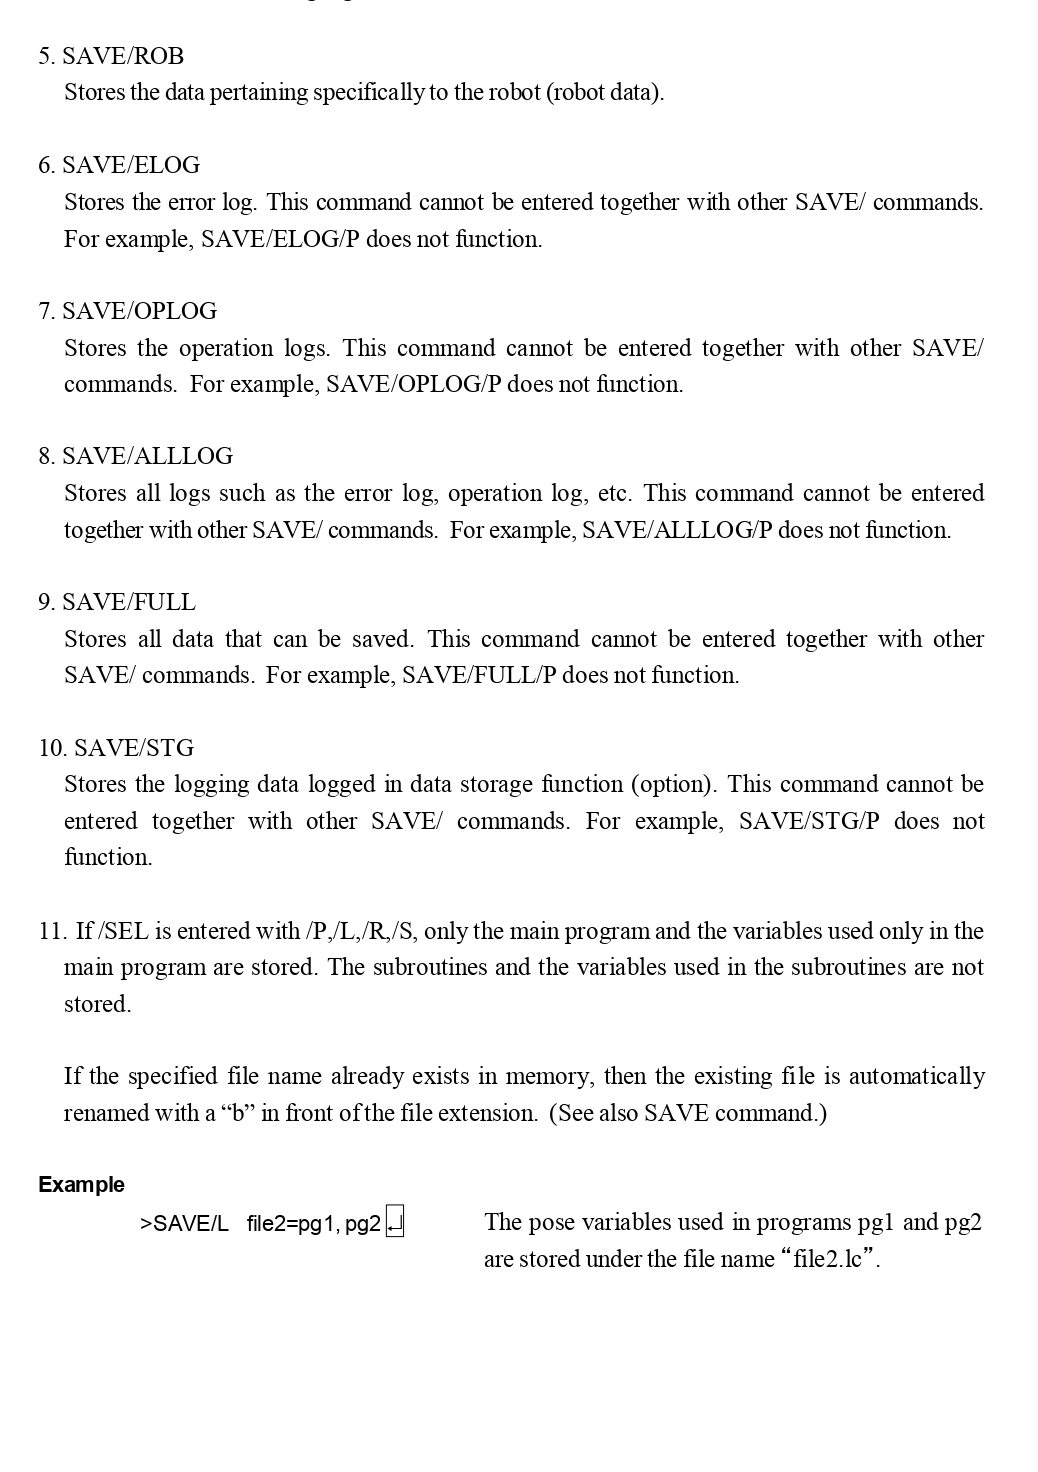 5. SAVE/ROB
Stores the data pertaining specifically to the robot (robot data).
6. SAVE/ELOG
Stores the error log. This command cannot be entered together with other SAVE/ commands.
For example, SAVE/ELOG/P does not function.
7. SAVE/OPLOG
Stores the operation logs. This command cannot be entered together with other SAVE/
commands. For example, SAVE/OPLOG/P does not function.
8. SAVE/ALLLOG
Stores all logs such as the error log, operation log, etc. This command cannot be entered
together with other SAVE/ commands. For example, SAVE/ALLLOG/P does not function.
9. SAVE/FULL
Stores all data that can be saved. This command cannot be entered together with other
SAVE/ commands. For example, SAVE/FULL/P does not function.
10. SAVE/STG
Stores the logging data logged in data storage function (option). This command cannot be
entered together with other SAVE/ commands. For example, SAVE/STG/P does not
function.
11. If /SEL is entered with /P,/L,/R,/S, only the main program and the variables used only in the
main program are stored. The subroutines and the variables used in the subroutines are not
stored.
If the specified file name already exists in memory, then the existing file is automatically
renamed with a “b” in front of the file extension. (See also SAVE command.)
Example
>SAVE/L file2=pg1, pg2↵ The pose variables used in programs pg1 and pg2
are stored under the file name “file2.lc”.